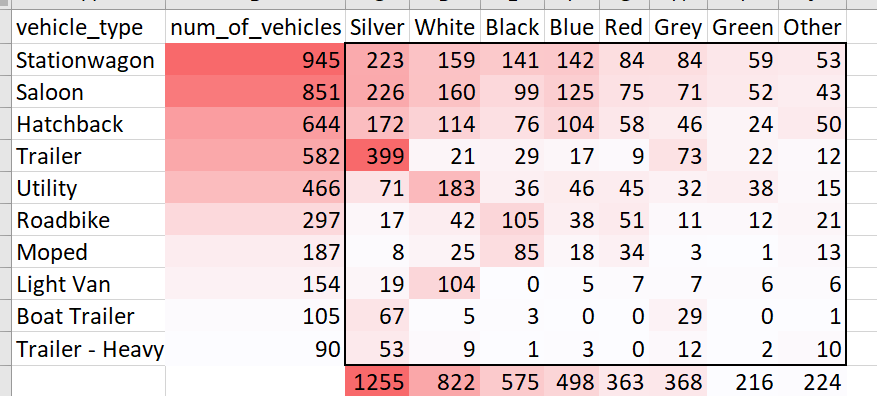 vehicle_type num_of_vehicles Silver White Black Blue Red Grey Green Other
Stationwagon 945 223 159 141 142 84 84 59 53
Saloon 851 226 160 99 125 75 71 52 43
Hatchback 644 172 114 76 104 58 46 24 50
Trailer 582 399 21 29 17 9 73 22 12
Utility 466 71 183 36 46 45 32 38 15
Roadbike 297 17 42 105 38 51 11 12 21
Moped 187 8 25 85 18 34 3 1 13
Light Van 154 19 104 0 5 7 7 6 6
Boat Trailer 105 67 5 3 0 0 29 0 1
Trailer - Heavy 90 53 9 1 3 0 12 2 10
1255 822 575 498 363 368 216 224